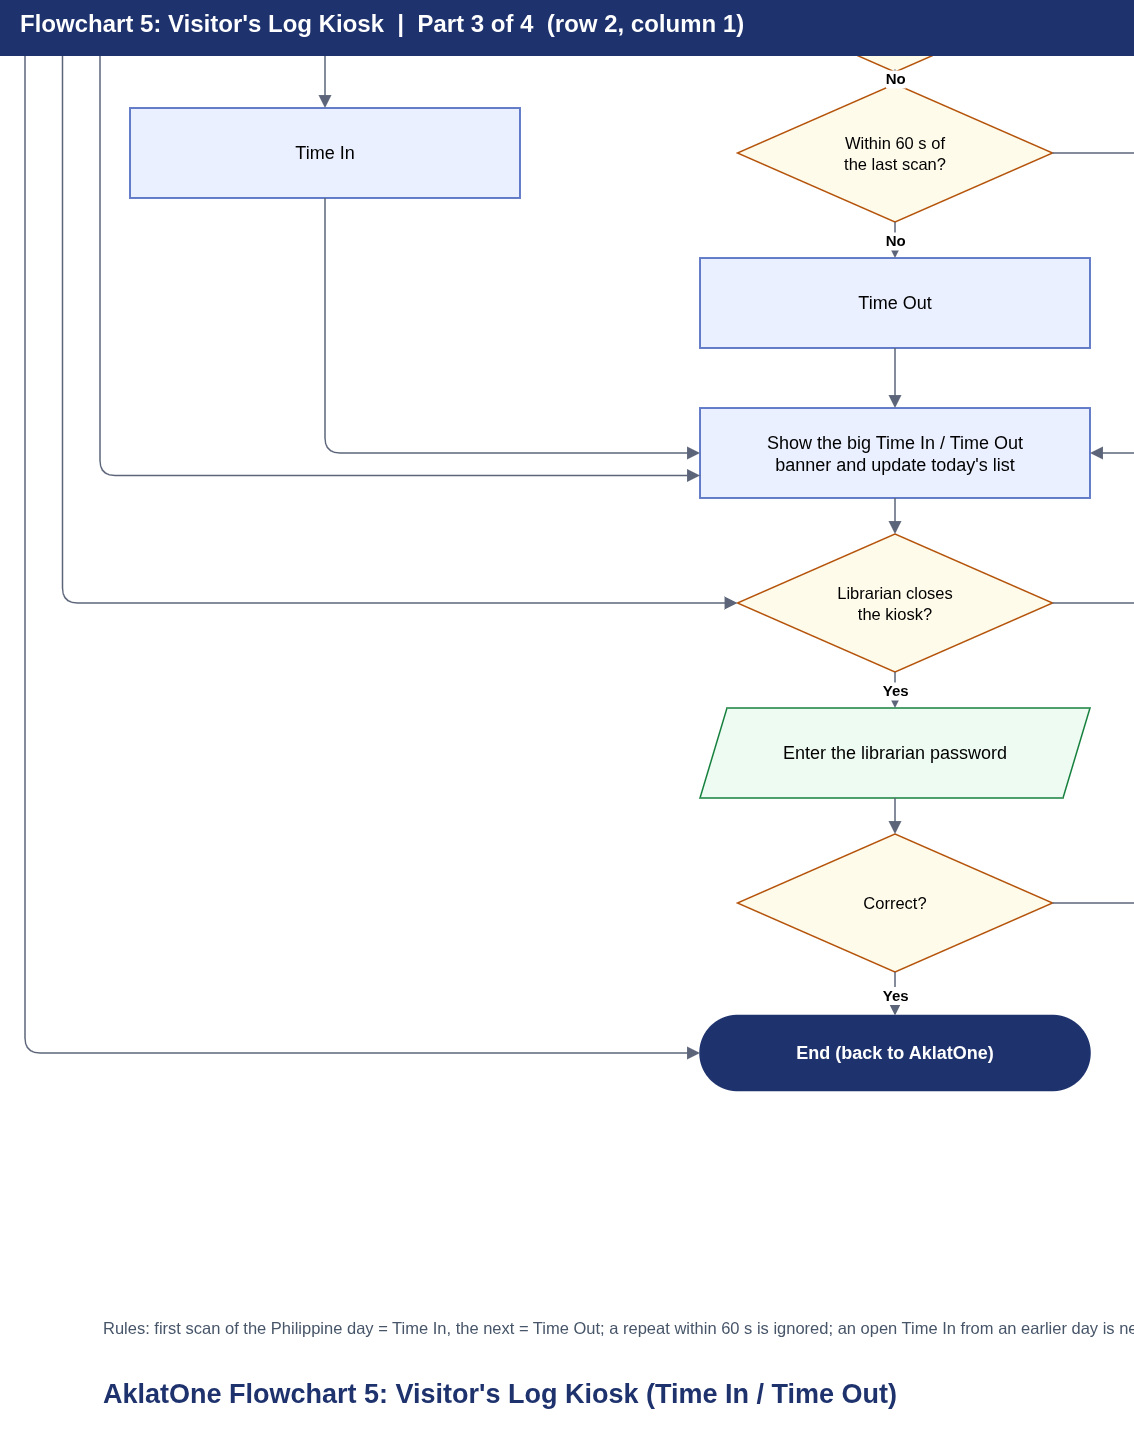 Flowchart 5: Visitor's Log Kiosk | Part 3 of 4 (row 2, column 1)
No
Time In
Within 60 s of
the last scan?
No
Time Out
Show the big Time In / Time Out
banner and update today's list
Librarian closes
the kiosk?
Yes
Enter the librarian password
Correct?
Yes
End (back to AklatOne)
Rules: first scan of the Philippine day = Time In, the next = Time Out; a repeat within 60 s is ignored; an open Time In from an earlier day is
AklatOne Flowchart 5: Visitor's Log Kiosk (Time In / Time Out)